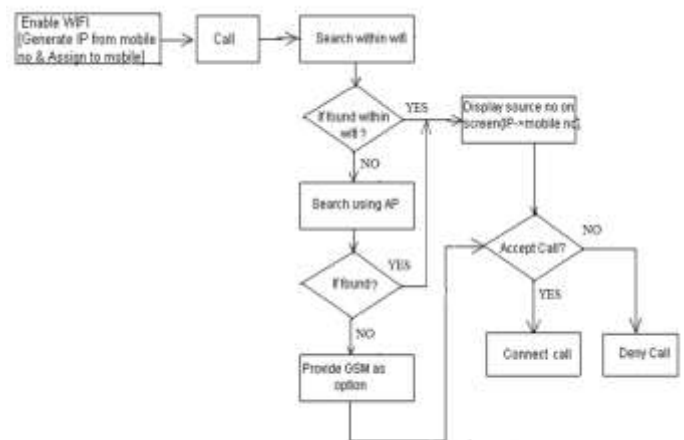 Enable WIFI
[Generate IP from mobile
no & Assign to mobile]
Call
Search within wifi
If found within
wifi ?
YES
Display source no on
screen(IP->mobile no)
NO
Search using AP
Accept Call?
NO
If found?
YES
YES
NO
Connect call
Deny Call
Provide GSM as
option